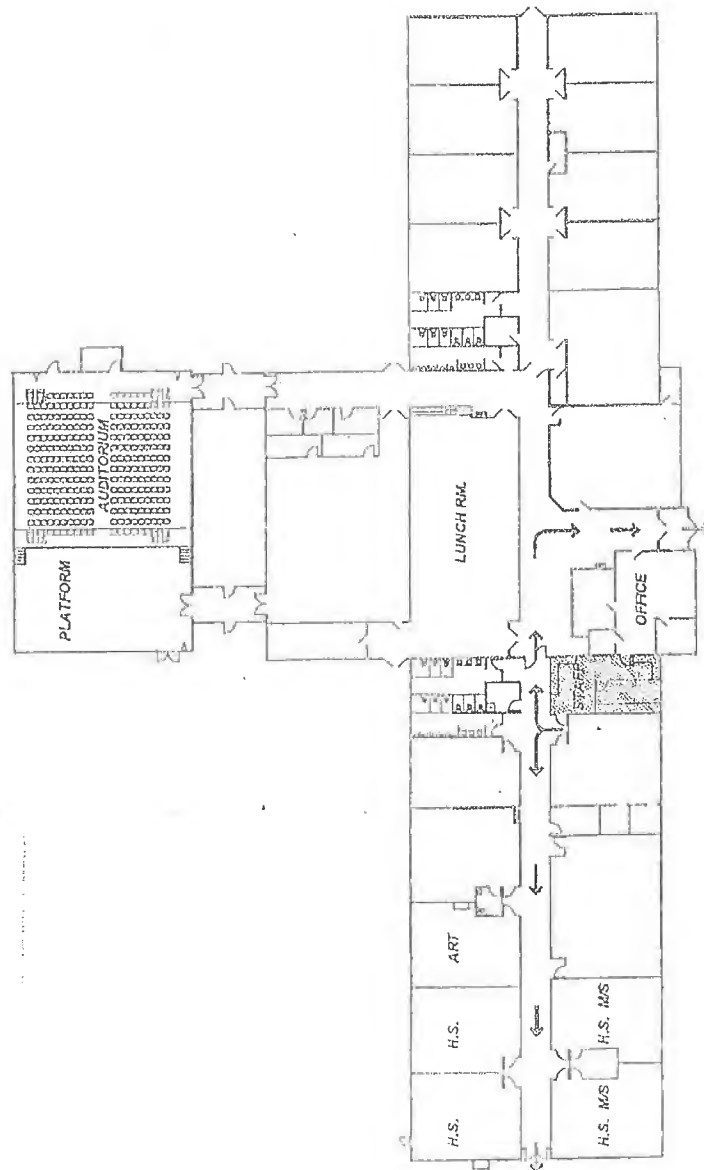 PLATFORM
AUDITORIUM
LUNCH RM.
OFFICE
STAFF
ART
H.S.
H.S.
H.S. M/S
H.S. M/S